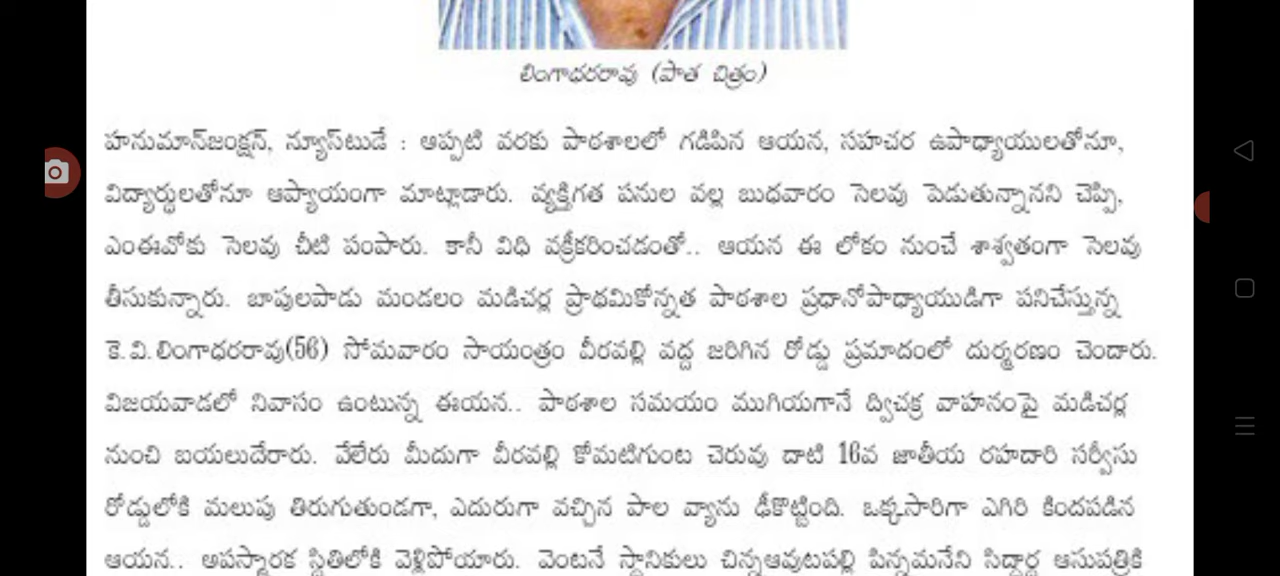 లింగాధరరావు (పాత చిత్రం)
హనుమాన్‌జంక్షన్, న్యూస్‌టుడే : ఆప్పటి వరకు పాఠశాలలో గడిపిన ఆయన, సహచర ఉపాధ్యాయులతోనూ,
విద్యార్థులతోనూ ఆప్యాయంగా మాట్లాడారు. వ్యక్తిగత పనుల వల్ల బుధవారం సెలవు పెడుతున్నానని చెప్పి,
ఎంఈవోకు సెలవు చీటి పంపారు. కానీ విధి వక్రీకరించడంతో.. ఆయన ఈ లోకం నుంచే శాశ్వతంగా సెలవు
తీసుకున్నారు. బాపులపాడు మండలం మడిచర్ల ప్రాథమికోన్నత పాఠశాల ప్రధానోపాధ్యాయుడిగా పనిచేస్తున్న
కె.వి.లింగాధరరావు(56) సోమవారం సాయంత్రం వీరవల్లి వద్ద జరిగిన రోడ్డు ప్రమాదంలో దుర్మరణం చెందారు.
విజయవాడలో నివాసం ఉంటున్న ఈయన.. పాఠశాల సమయం ముగియగానే ద్విచక్ర వాహనంపై మడిచర్ల
నుంచి బయలుదేరారు. వేలేరు మీదుగా వీరవల్లి కోమటిగుంట చెరువు దాటి 16వ జాతీయ రహదారి సర్వీసు
రోడ్డులోకి మలుపు తిరుగుతుండగా, ఎదురుగా వచ్చిన పాల వ్యాను ఢీకొట్టింది. ఒక్కసారిగా ఎగిరి కిందపడిన
ఆయన.. అపస్మారక స్థితిలోకి వెళ్లిపోయారు. వెంటనే స్థానికులు చిన్నఆవుటపల్లి పిన్నమనేని సిద్ధార్థ ఆసుపత్రికి